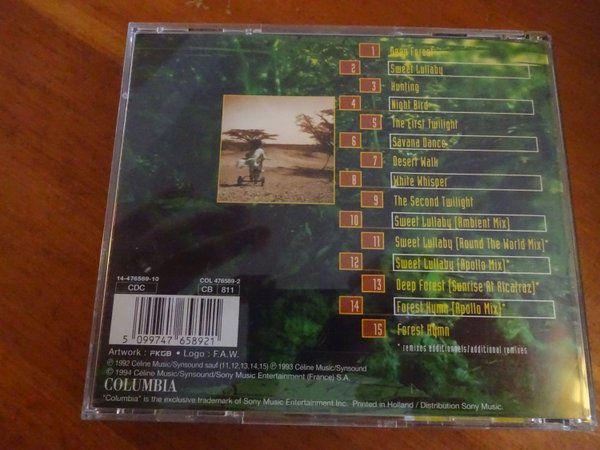 1 Deep Forest
2 Sweet Lullaby
3 Hunting
4 Night Bird
5 The First Twilight
6 Savana Dance
7 Desert Walk
8 White Whisper
9 The Second Twilight
10 Sweet Lullaby (Ambient Mix)
11 Sweet Lullaby (Round The World Mix)*
12 Sweet Lullaby (Apollo Mix)*
13 Deep Forest (Sunrise At Alcatraz)*
14 Forest Hymn (Apollo Mix)*
15 Forest Hymn
* remixes additionnels/additional remixes
14-476589-10
CDC
COL 476589-2
CB 811
5 099747 658921
Artwork : FKGB • Logo : F.A.W.
℗ 1992 Céline Music/Synsound sauf (11,12,13,14,15) ℗ 1993 Céline Music/Synsound
© 1994 Céline Music/Synsound/Sony Music Entertainment (France) S.A.
COLUMBIA
"Columbia" is the exclusive trademark of Sony Music Entertainment Inc. Printed in Holland / Distribution Sony Music.